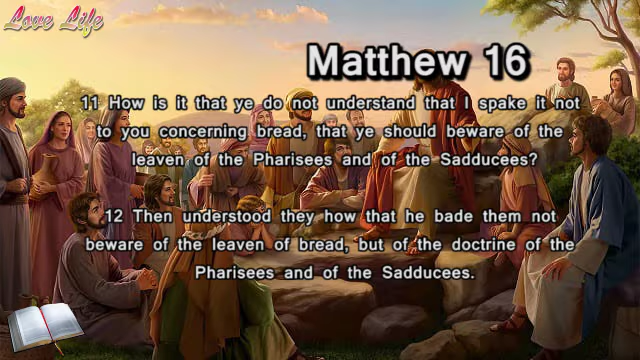 Love Life
Matthew 16
11 How is it that ye do not understand that I spake it not
to you concerning bread, that ye should beware of the
leaven of the Pharisees and of the Sadducees?
12 Then understood they how that he bade them not
beware of the leaven of bread, but of the doctrine of the
Pharisees and of the Sadducees.